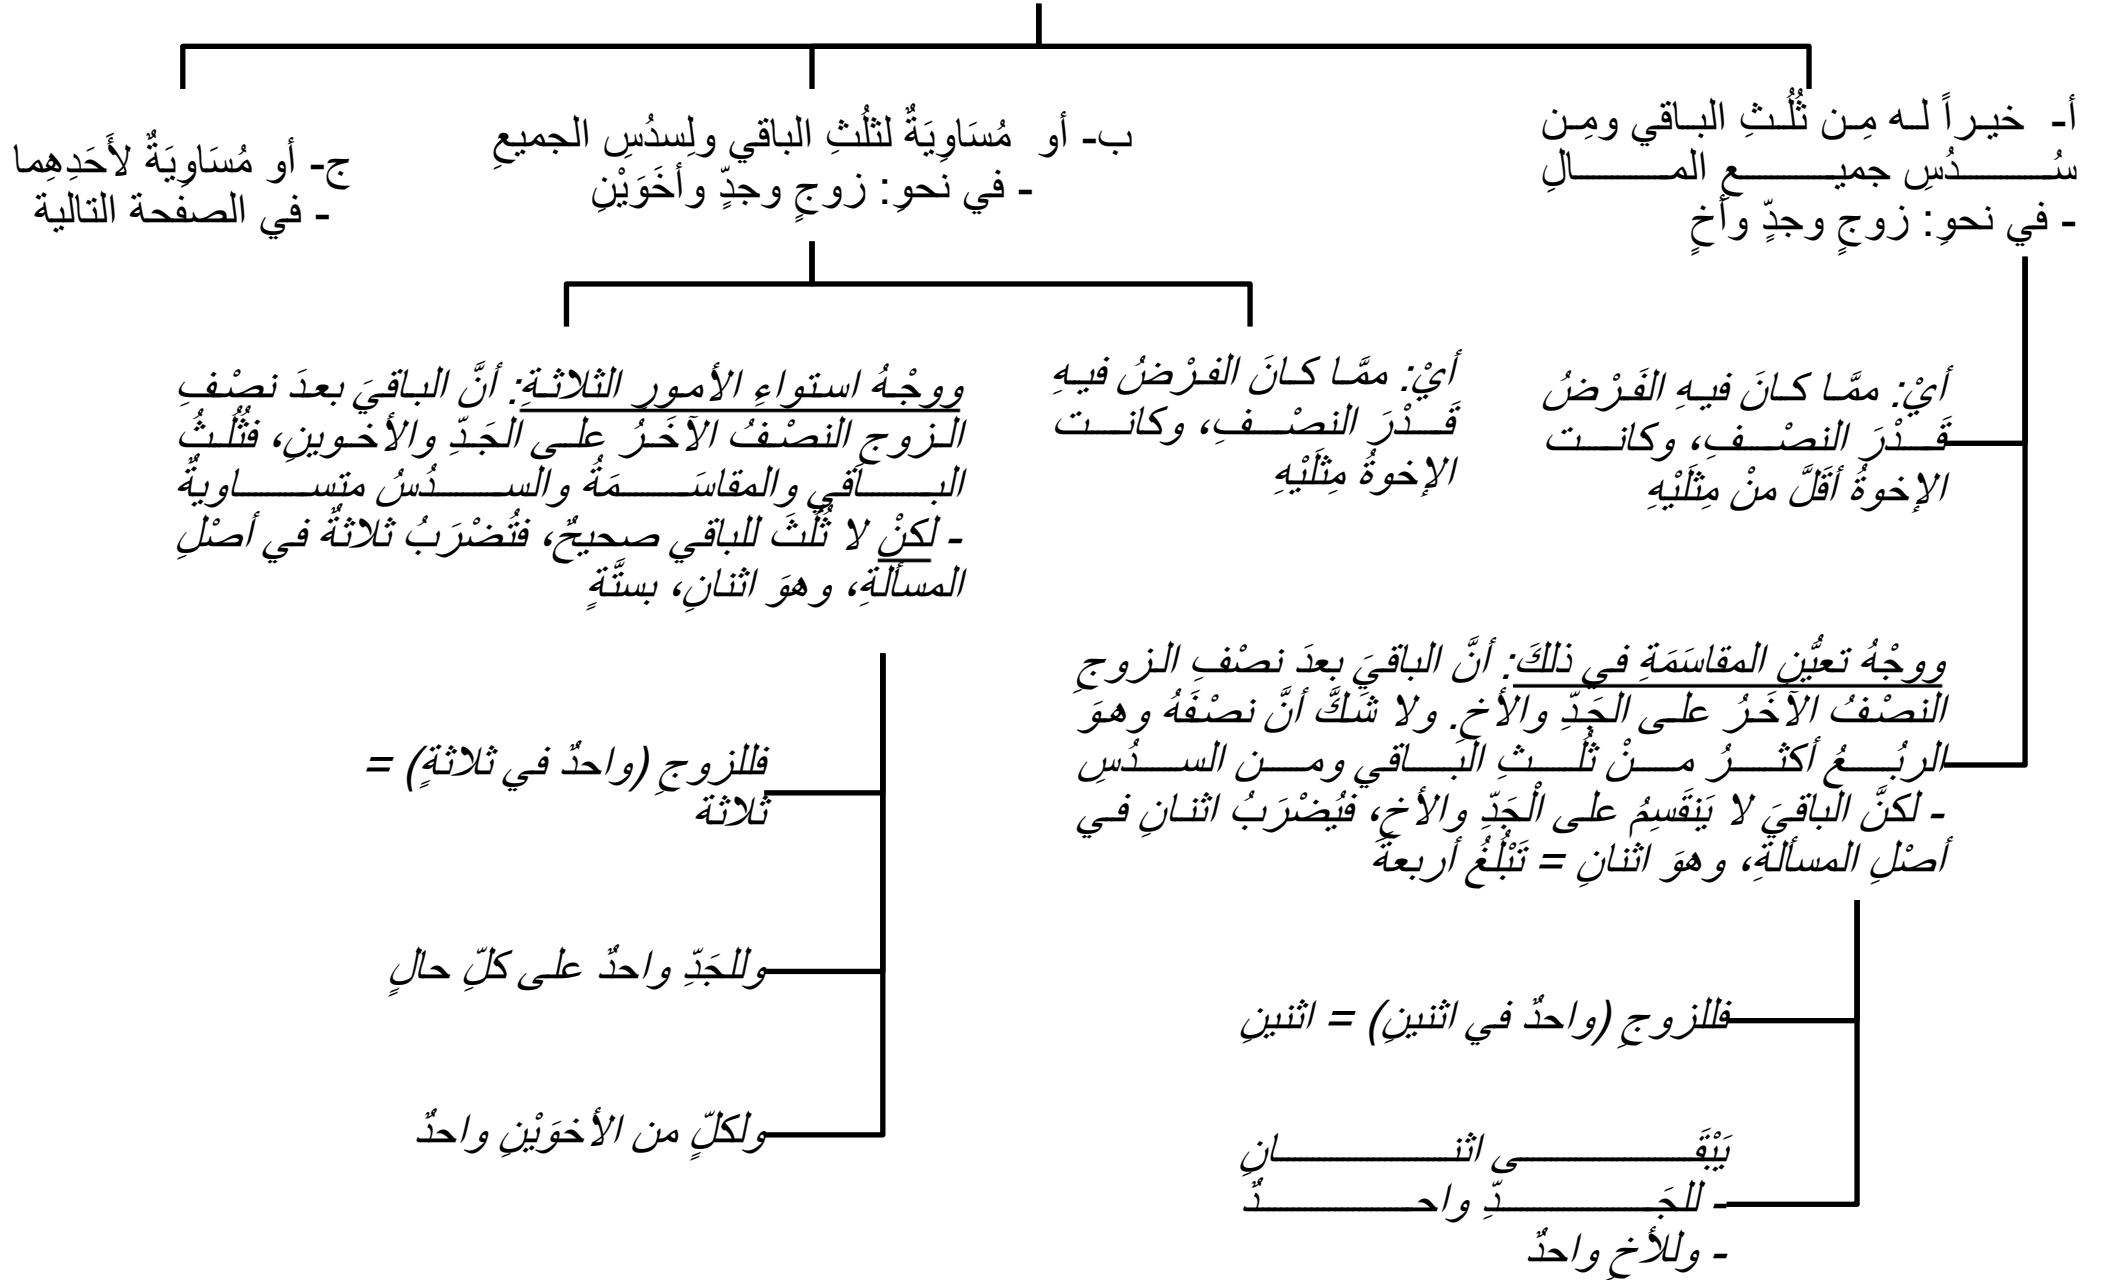 أ- خيراً له مِن ثُلُثِ الباقي ومِن
سُدُسِ جميعِ المالِ
- في نحوِ: زوجٍ وجدٍّ وأخٍ
ب- أو مُسَاوِيَةٌ لثلُثِ الباقي ولِسدُسِ الجميعِ
- في نحوِ: زوجٍ وجدٍّ وأخَوَيْنِ
ج- أو مُسَاوِيَةٌ لأَحَدِهِما
- في الصفحة التالية
أيْ: ممَّا كانَ فيهِ الفَرْضُ
قَدْرَ النصْفِ، وكانت
الإخوةُ أقَلَّ منْ مِثلَيْهِ
أيْ: ممَّا كانَ الفرْضُ فيهِ
قَدْرَ النصْفِ، وكانت
الإخوةُ مِثلَيْهِ
ووجْهُ استواءِ الأمورِ الثلاثةِ: أنَّ الباقيَ بعدَ نصْفِ
الزوجِ النصْفُ الآخَرُ على الجَدِّ والأخوينِ، فثُلُثُ
الباقي والمقاسَمَةُ والسدُسُ متساويةٌ
- لكنْ لا ثُلُثَ للباقي صحيحٌ، فتُضْرَبُ ثلاثةٌ في أصْلِ
المسألةِ، وهوَ اثنانِ، بستَّةٍ
ووجْهُ تعيُّنِ المقاسَمَةِ في ذلكَ: أنَّ الباقيَ بعدَ نصْفِ الزوجِ
النصْفُ الآخَرُ على الجَدِّ والأخِ. ولا شَكَّ أنَّ نصْفَهُ وهوَ
الربُعُ أكثرُ منْ ثُلُثِ البَاقي ومن السدُسِ
- لكنَّ الباقيَ لا يَنقَسِمُ على الْجَدِّ والأخِ، فيُضْرَبُ اثنانِ في
أصْلِ المسألةِ، وهوَ اثنانِ = تَبْلُغُ أربعةً
فللزوجِ (واحدٌ في ثلاثةٍ) =
ثلاثة
وللجَدِّ واحدٌ على كلِّ حالٍ
ولكلٍّ من الأخوَيْنِ واحدٌ
فللزوجِ (واحدٌ في اثنينِ) = اثنينِ
يَبْقَى اثنانِ
- للجَدِّ واحدٌ
- وللأخِ واحدٌ